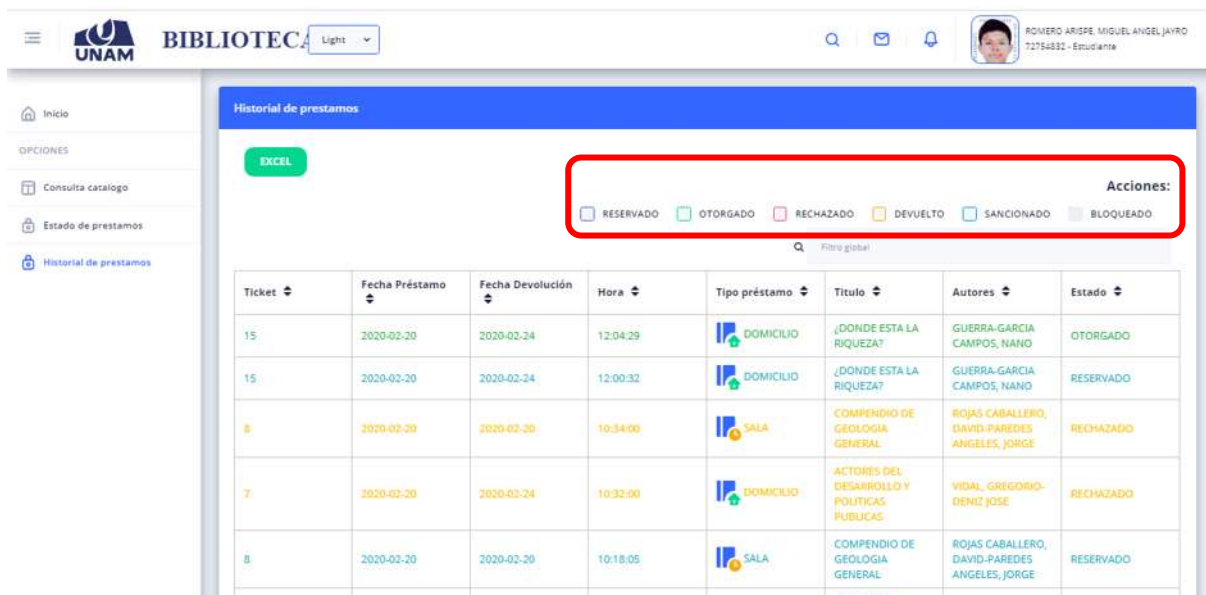 UNAM
BIBLIOTECA
Light
ROMERO ARISPE, MIGUEL ANGEL JAYRO
72754832 - Estudiante
Inicio
OPCIONES
Consulta catalogo
Estado de prestamos
Historial de prestamos
Historial de prestamos
EXCEL
Acciones:
RESERVADO OTORGADO RECHAZADO DEVUELTO SANCIONADO BLOQUEADO
Filtro global
Ticket Fecha Préstamo Fecha Devolución Hora Tipo préstamo Titulo Autores Estado
15 2020-02-20 2020-02-24 12:04:29 DOMICILIO ¿DONDE ESTA LA GUERRA-GARCIA OTORGADO
RIQUEZA? CAMPOS, NANO
15 2020-02-20 2020-02-24 12:00:32 DOMICILIO ¿DONDE ESTA LA GUERRA-GARCIA RESERVADO
RIQUEZA? CAMPOS, NANO
8 2020-02-20 2020-02-20 10:34:00 SALA COMPENDIO DE ROJAS CABALLERO, RECHAZADO
GEOLOGIA DAVID-PAREDES
GENERAL ANGELES, JORGE
7 2020-02-20 2020-02-24 10:32:00 DOMICILIO ACTORES DEL VIDAL, GREGORIO- RECHAZADO
DESARROLLO Y DENIZ JOSE
POLITICAS
PUBLICAS
8 2020-02-20 2020-02-20 10:18:05 SALA COMPENDIO DE ROJAS CABALLERO, RESERVADO
GEOLOGIA DAVID-PAREDES
GENERAL ANGELES, JORGE